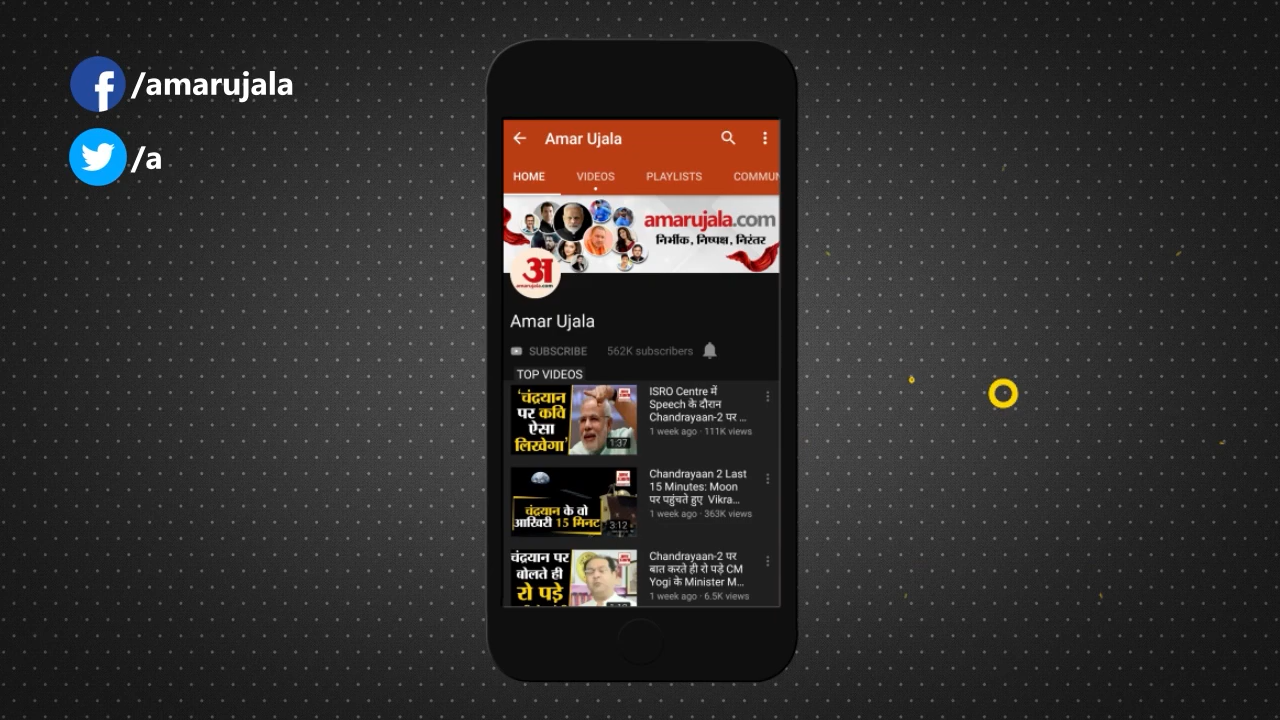 /amarujala
/a
Amar Ujala
HOME VIDEOS PLAYLISTS COMMUN
amarujala.com
निर्भीक, निष्पक्ष, निरंतर
अ
amarujala.com
Amar Ujala
SUBSCRIBE 562K subscribers
TOP VIDEOS
'चंद्रयान
पर कवि
ऐसा
लिखेगा'
1:37
ISRO Centre में
Speech के दौरान
Chandrayaan-2 पर ...
1 week ago · 111K views
चंद्रयान के वो
आखिरी 15 मिनट
3:12
Chandrayaan 2 Last
15 Minutes: Moon
पर पहुंचते हुए Vikra...
1 week ago · 363K views
चंद्रयान पर
बोलते ही
रो पड़े
Chandrayaan-2 पर
बात करते ही रो पड़े CM
Yogi के Minister M...
1 week ago · 6.5K views